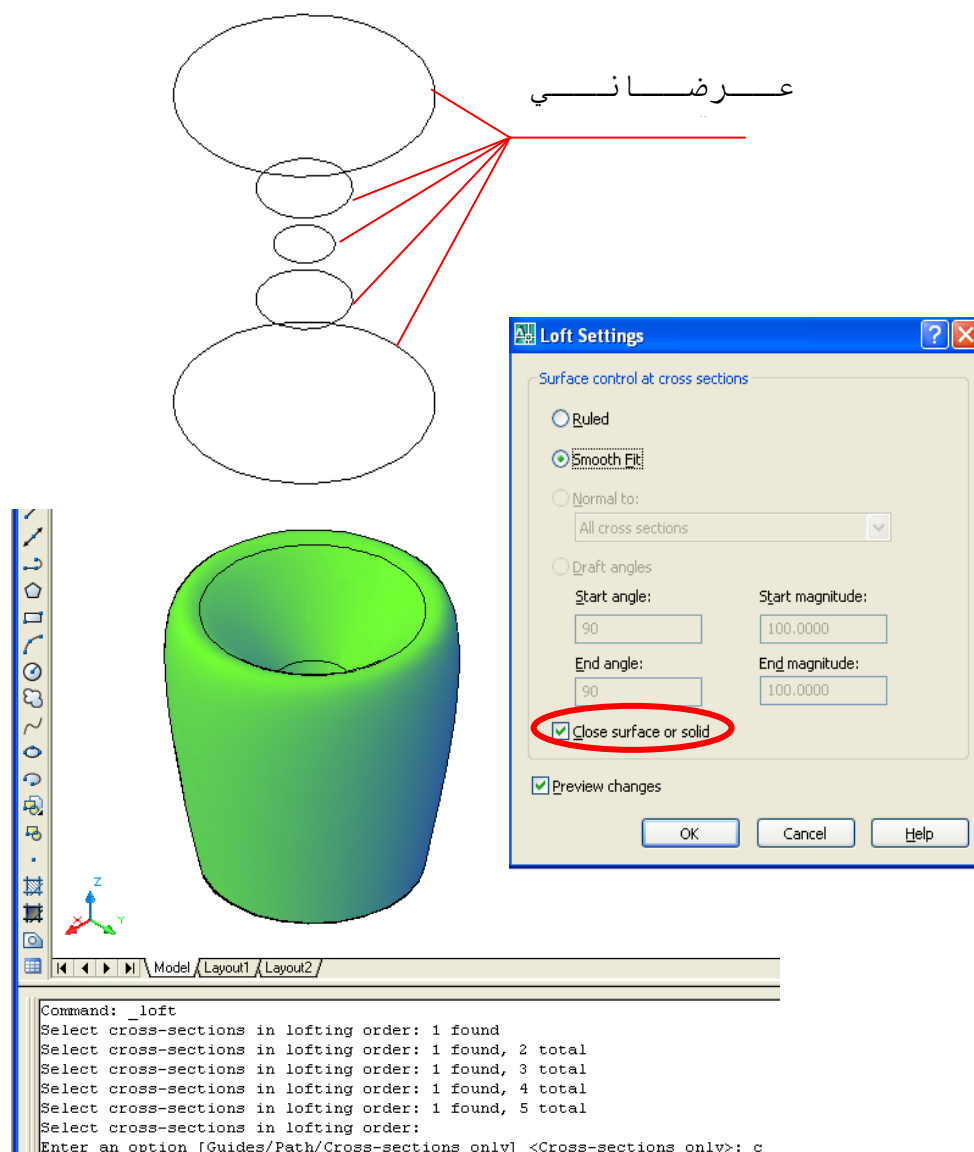 عـــرضـــانـــي
Loft Settings
Surface control at cross sections
Ruled
Smooth Fit
Normal to:
All cross sections
Draft angles
Start angle: Start magnitude:
90 100.0000
End angle: End magnitude:
90 100.0000
Close surface or solid
Preview changes
OK Cancel Help
Z
X Y
Model Layout1 Layout2
Command: _loft
Select cross-sections in lofting order: 1 found
Select cross-sections in lofting order: 1 found, 2 total
Select cross-sections in lofting order: 1 found, 3 total
Select cross-sections in lofting order: 1 found, 4 total
Select cross-sections in lofting order: 1 found, 5 total
Select cross-sections in lofting order:
Enter an option [Guides/Path/Cross-sections only] <Cross-sections only>: c